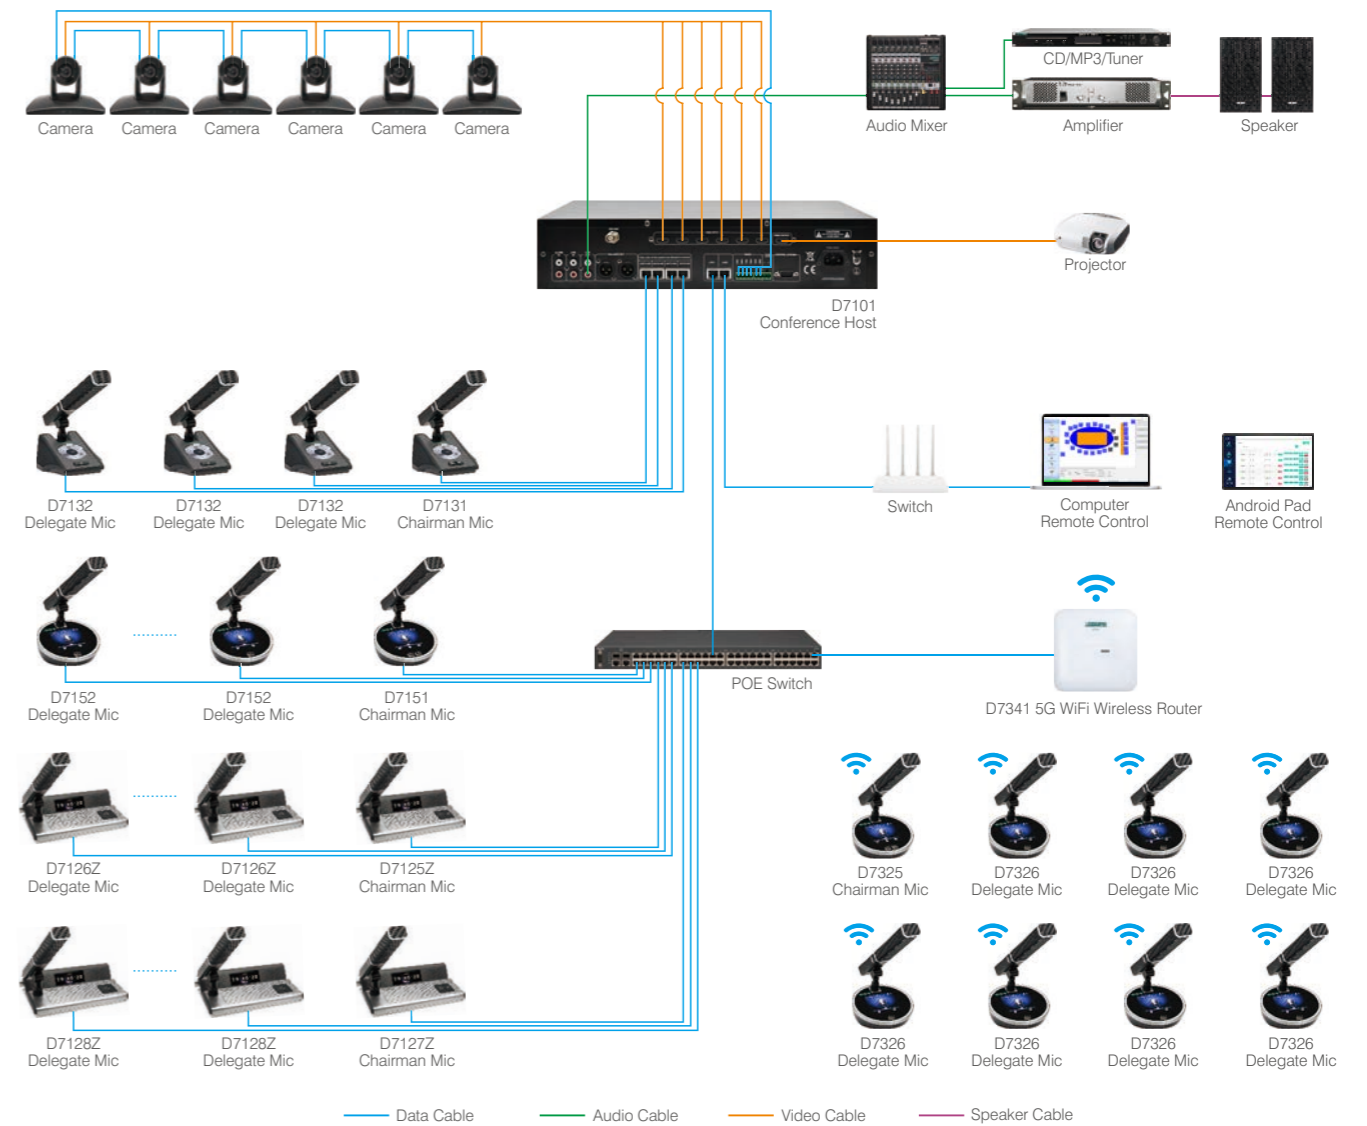 Camera
Camera
Camera
Camera
Camera
Camera
Audio Mixer
CD/MP3/Tuner
Amplifier
Speaker
Projector
D7101
Conference Host
D7132
Delegate Mic
D7132
Delegate Mic
D7132
Delegate Mic
D7131
Chairman Mic
Switch
Computer
Remote Control
Android Pad
Remote Control
D7152
Delegate Mic
D7152
Delegate Mic
D7151
Chairman Mic
POE Switch
D7341 5G WiFi Wireless Router
D7126Z
Delegate Mic
D7126Z
Delegate Mic
D7125Z
Chairman Mic
D7325
Chairman Mic
D7326
Delegate Mic
D7326
Delegate Mic
D7326
Delegate Mic
D7128Z
Delegate Mic
D7128Z
Delegate Mic
D7127Z
Chairman Mic
D7326
Delegate Mic
D7326
Delegate Mic
D7326
Delegate Mic
D7326
Delegate Mic
Data Cable
Audio Cable
Video Cable
Speaker Cable